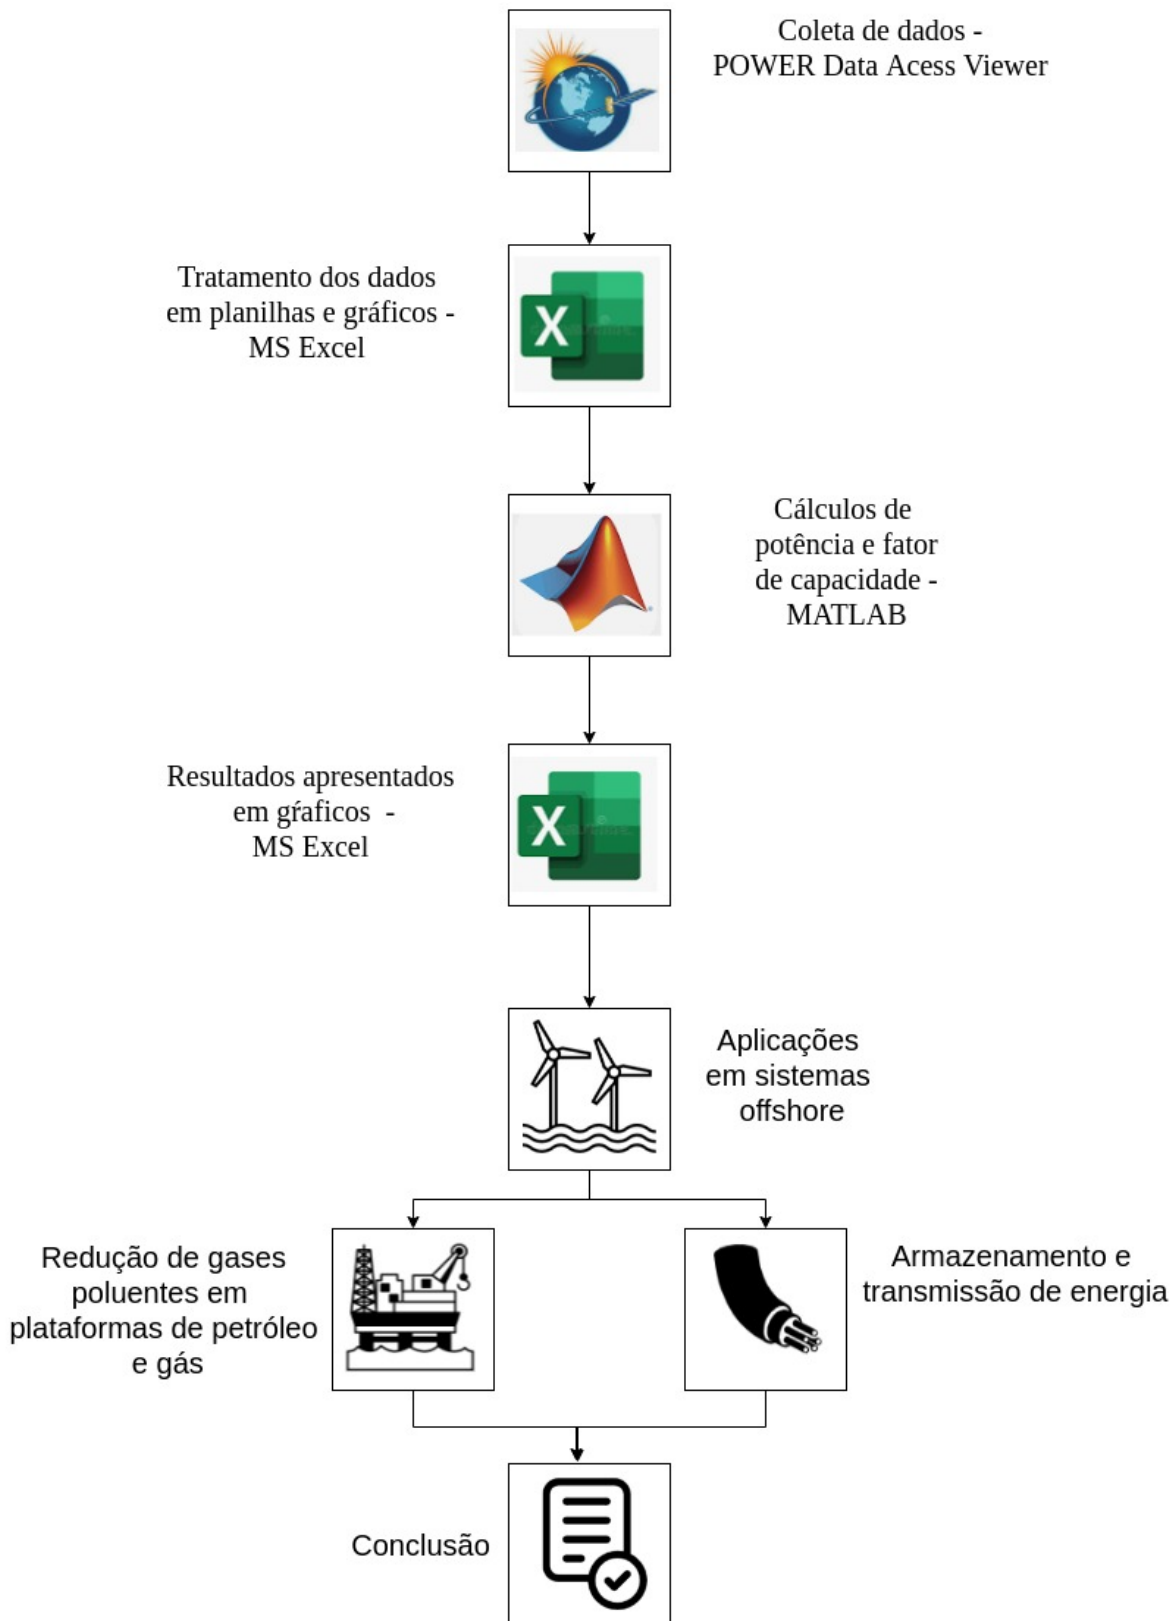 Coleta de dados -
POWER Data Acess Viewer
Tratamento dos dados
em planilhas e gráficos -
MS Excel
X
Cálculos de
potência e fator
de capacidade -
MATLAB
Resultados apresentados
em gŕaficos -
MS Excel
X
Aplicações
em sistemas
offshore
Redução de gases
poluentes em
plataformas de petróleo
e gás
Armazenamento e
transmissão de energia
Conclusão